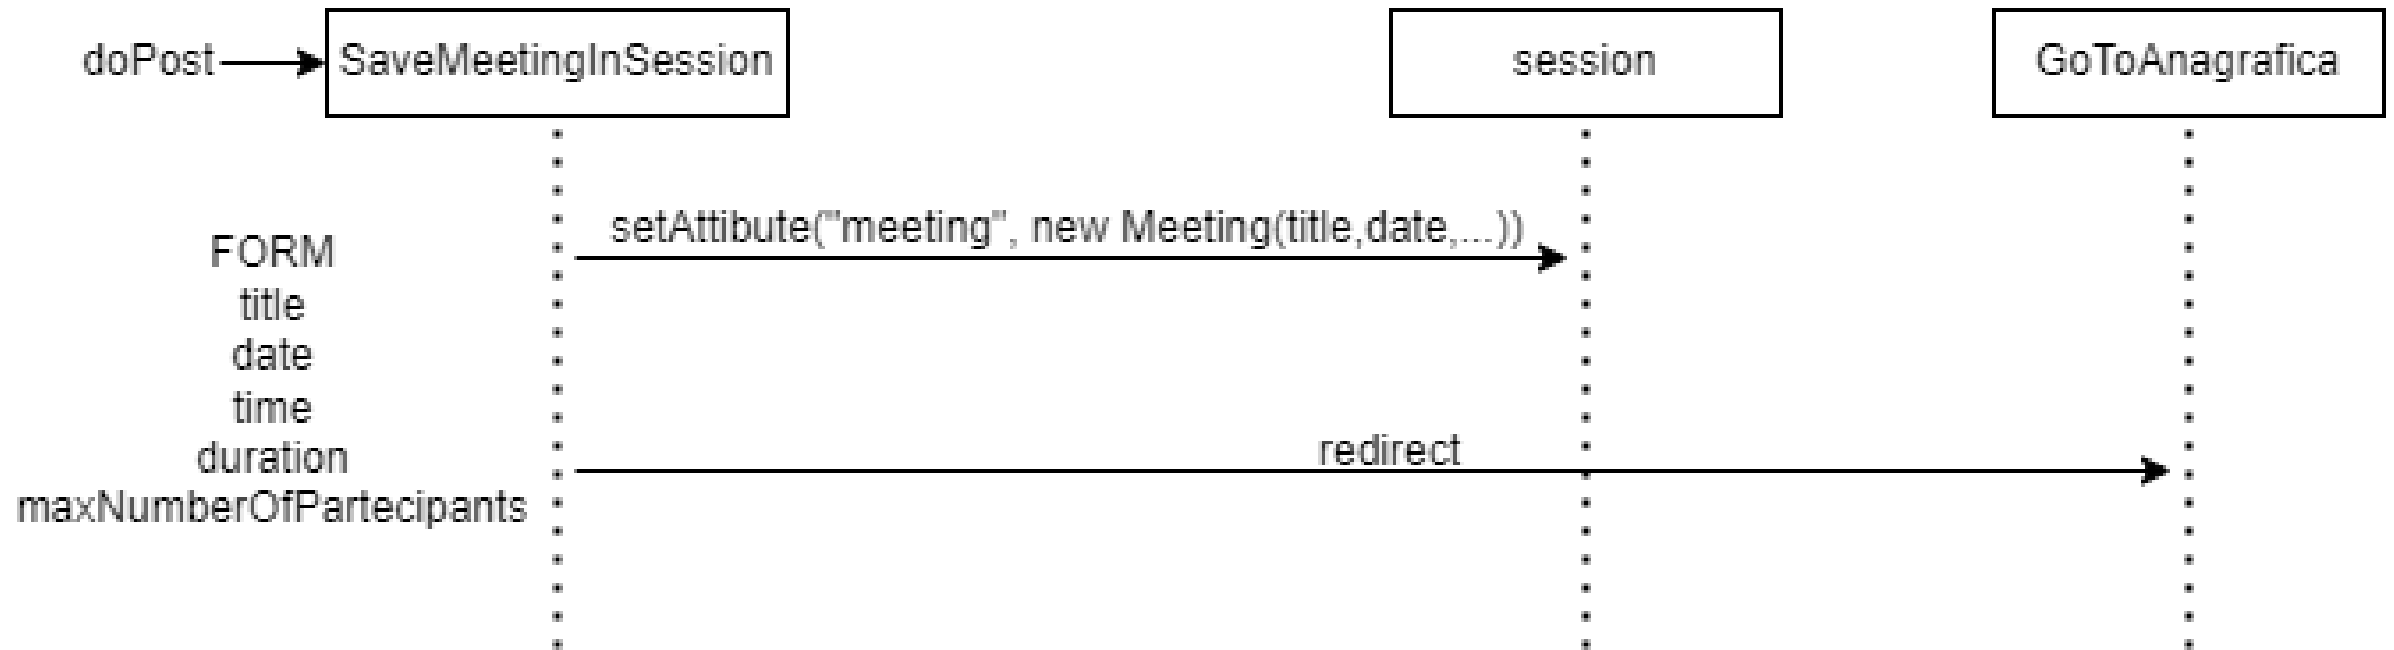 doPost
SaveMeetingInSession
session
GoToAnagrafica
setAttibute("meeting", new Meeting(title,date,...))
FORM
title
date
time
duration
redirect
maxNumberOfPartecipants